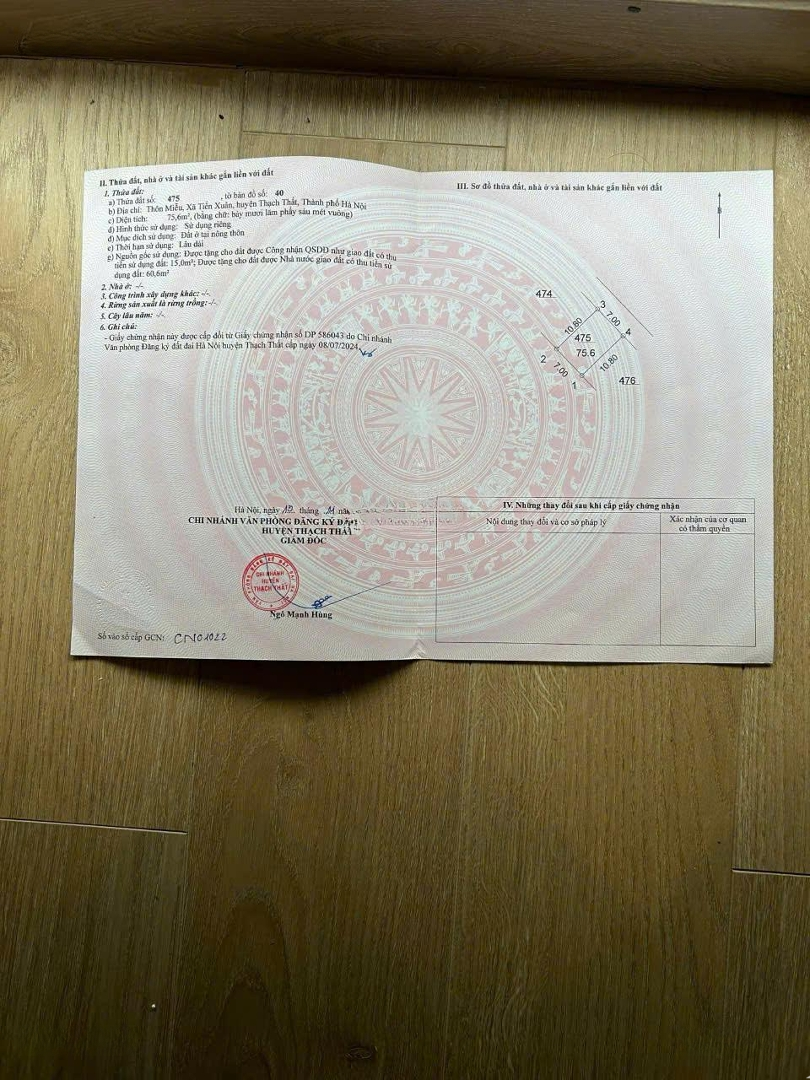 II. Thửa đất, nhà ở và tài sản khác gắn liền với đất
1. Thửa đất:
a) Thửa đất số: 475 , tờ bản đồ số: 40
b) Địa chỉ: Thôn Miễu, Xã Tiến Xuân, huyện Thạch Thất, Thành phố Hà Nội
c) Diện tích: 75,6m², (bằng chữ: bảy mươi lăm phẩy sáu mét vuông)
d) Hình thức sử dụng: Sử dụng riêng
đ) Mục đích sử dụng: Đất ở tại nông thôn
e) Thời hạn sử dụng: Lâu dài
g) Nguồn gốc sử dụng: Được tặng cho đất được Công nhận QSDĐ như giao đất có thu
tiền sử dụng đất: 15,0m²; Được tặng cho đất được Nhà nước giao đất có thu tiền sử
dụng đất: 60,6m²
2. Nhà ở: -/-
3. Công trình xây dựng khác: -/-
4. Rừng sản xuất là rừng trồng: -/-
5. Cây lâu năm: -/-
6. Ghi chú:
- Giấy chứng nhận này được cấp đổi từ Giấy chứng nhận số DP 586043 do Chi nhánh
Văn phòng Đăng ký đất đai Hà Nội huyện Thạch Thất cấp ngày 08/07/2024
Hà Nội, ngày 12 tháng 11
CHI NHÁNH VĂN PHÒNG ĐĂNG KÝ
HUYỆN THẠCH THẤT
GIÁM ĐỐC
CHI NHÁNH
HUYỆN
THẠCH THẤT
Ngô Mạnh Hùng
Số vào sổ cấp GCN: CN01022
III. Sơ đồ thửa đất, nhà ở và tài sản khác gắn liền với đất
B
474
3
10.80
7.00
475
4
75.6
2
7.00
10.80
1
476
IV. Những thay đổi sau khi cấp giấy chứng nhận
Nội dung thay đổi và cơ sở pháp lý
Xác nhận của cơ quan
có thẩm quyền